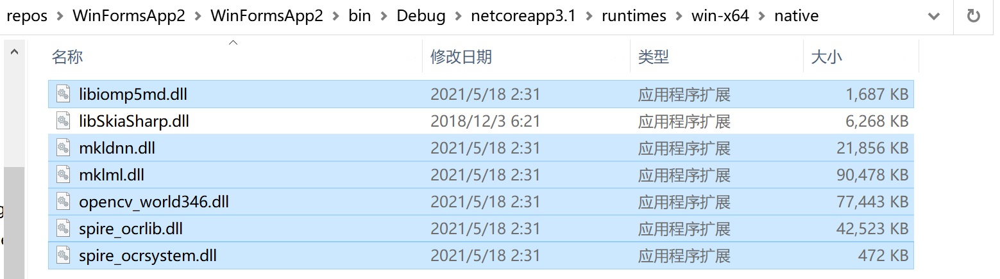 repos > WinFormsApp2 > WinFormsApp2 > bin > Debug > netcoreapp3.1 > runtimes > win-x64 > native
名称 修改日期 类型 大小
libiomp5md.dll 2021/5/18 2:31 应用程序扩展 1,687 KB
libSkiaSharp.dll 2018/12/3 6:21 应用程序扩展 6,268 KB
mkldnn.dll 2021/5/18 2:31 应用程序扩展 21,856 KB
mklml.dll 2021/5/18 2:31 应用程序扩展 90,478 KB
opencv_world346.dll 2021/5/18 2:31 应用程序扩展 77,443 KB
spire_ocrlib.dll 2021/5/18 2:31 应用程序扩展 42,523 KB
spire_ocrsystem.dll 2021/5/18 2:31 应用程序扩展 472 KB